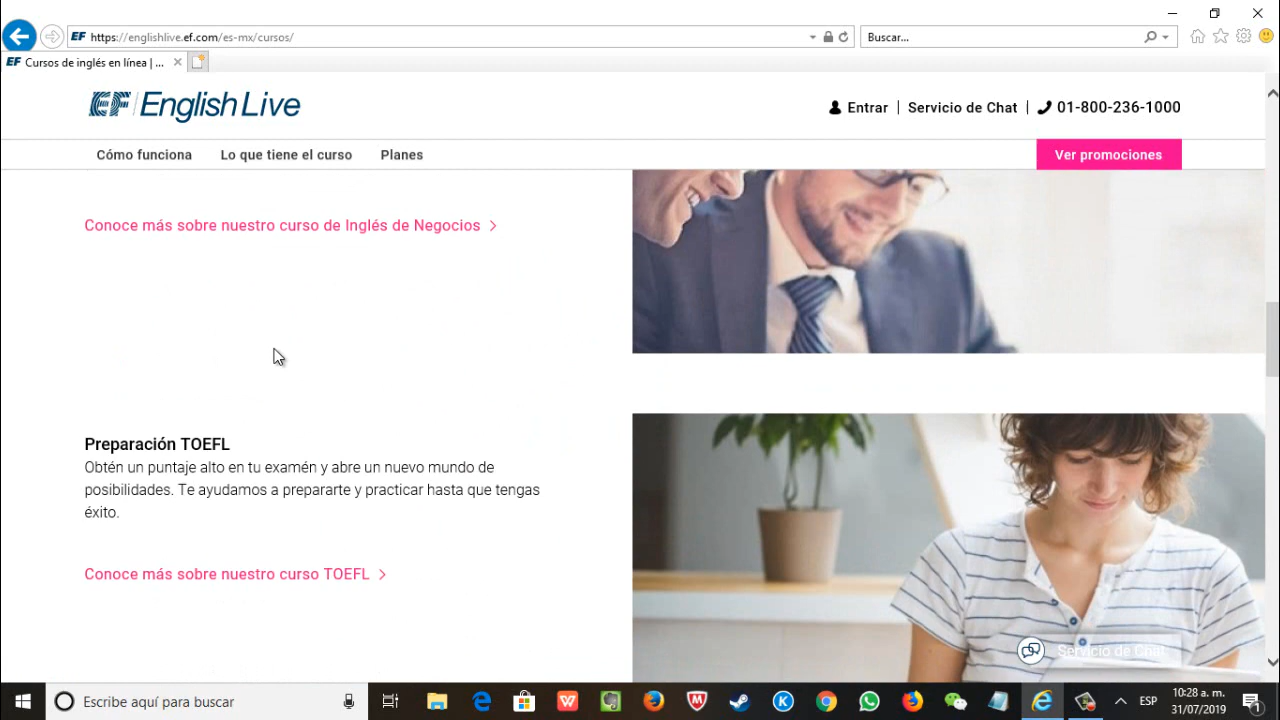 https://englishlive.ef.com/es-mx/cursos/
Buscar...
EF Cursos de inglés en línea | ...
EF English Live
Entrar | Servicio de Chat | 01-800-236-1000
Cómo funciona
Lo que tiene el curso
Planes
Ver promociones
Conoce más sobre nuestro curso de Inglés de Negocios
Preparación TOEFL
Obtén un puntaje alto en tu examén y abre un nuevo mundo de
posibilidades. Te ayudamos a prepararte y practicar hasta que tengas
éxito.
Conoce más sobre nuestro curso TOEFL
Servicio de Chat
Escribe aquí para buscar
ESP
10:28 a. m.
31/07/2019
1